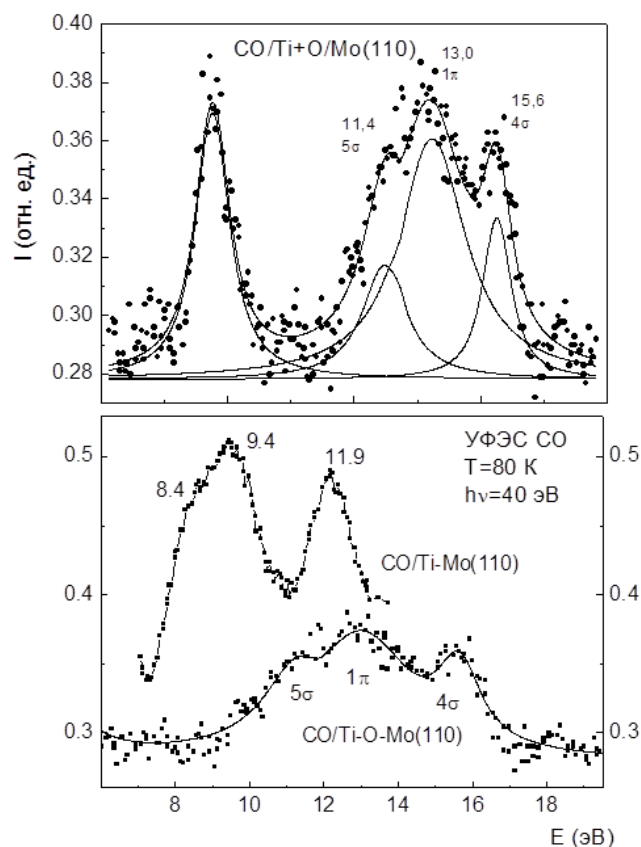 0.40
0.38
0.36
0.34
0.32
0.30
0.28
I (отн. ед.)
CO/Ti+O/Mo(110)
11,4
5σ
13,0
1π
15,6
4σ
0.5
0.4
0.3
8.4
9.4
11.9
УФЭС CO
T=80 K
hν=40 эВ
CO/Ti-Mo(110)
5σ
1π
4σ
CO/Ti-O-Mo(110)
0.5
0.4
0.3
8 10 12 14 16 18
E (эВ)